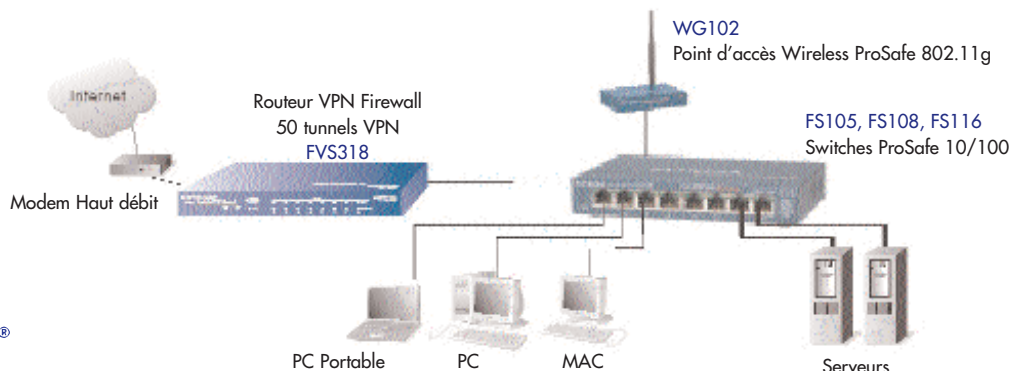 WG102
Point d'accès Wireless ProSafe 802.11g
Internet
Routeur VPN Firewall
50 tunnels VPN
FVS318
FS105, FS108, FS116
Switches ProSafe 10/100
Modem Haut débit
®
PC Portable
PC
MAC
Serveurs